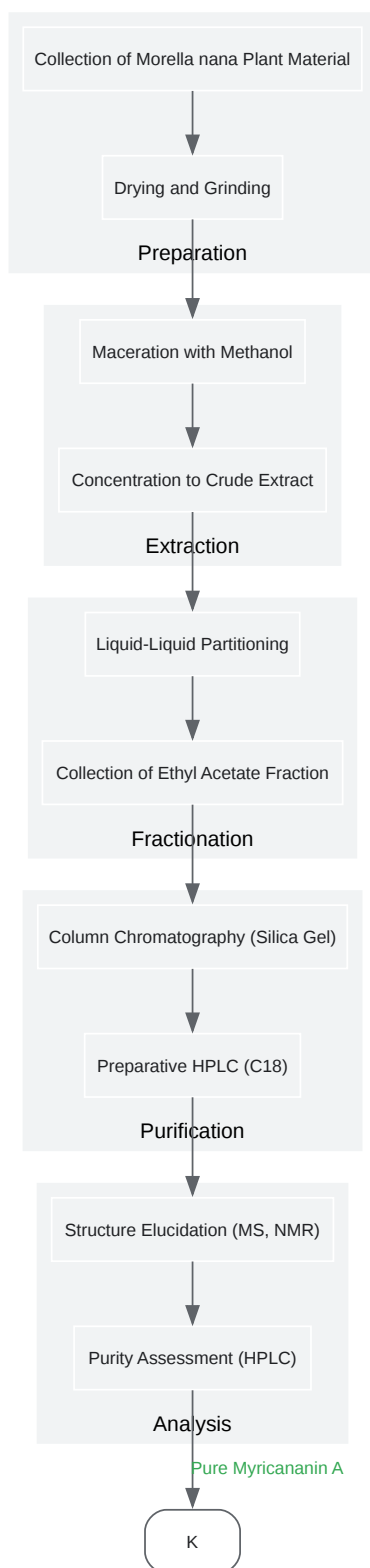 Collection of Morella nana Plant Material
Drying and Grinding
Preparation
Maceration with Methanol
Concentration to Crude Extract
Extraction
Liquid-Liquid Partitioning
Collection of Ethyl Acetate Fraction
Fractionation
Column Chromatography (Silica Gel)
Preparative HPLC (C18)
Purification
Structure Elucidation (MS, NMR)
Purity Assessment (HPLC)
Analysis
Pure Myricananin A
K